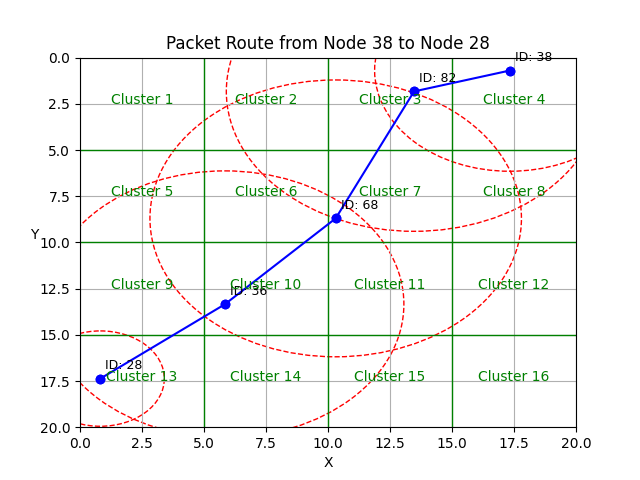 Packet Route from Node 38 to Node 28
ID: 38
0.0
ID: 82
Cluster 1 Cluster 2 Cluster 3 Cluster 4
2.5
5.0
Cluster 5 Cluster 6 Cluster 7 Cluster 8
7.5
ID: 68
Y
10.0
Cluster 9 Cluster 10 Cluster 11 Cluster 12
12.5
ID: 36
15.0
ID: 28
Cluster 13 Cluster 14 Cluster 15 Cluster 16
17.5
20.0
0.0 2.5 5.0 7.5 10.0 12.5 15.0 17.5 20.0
X